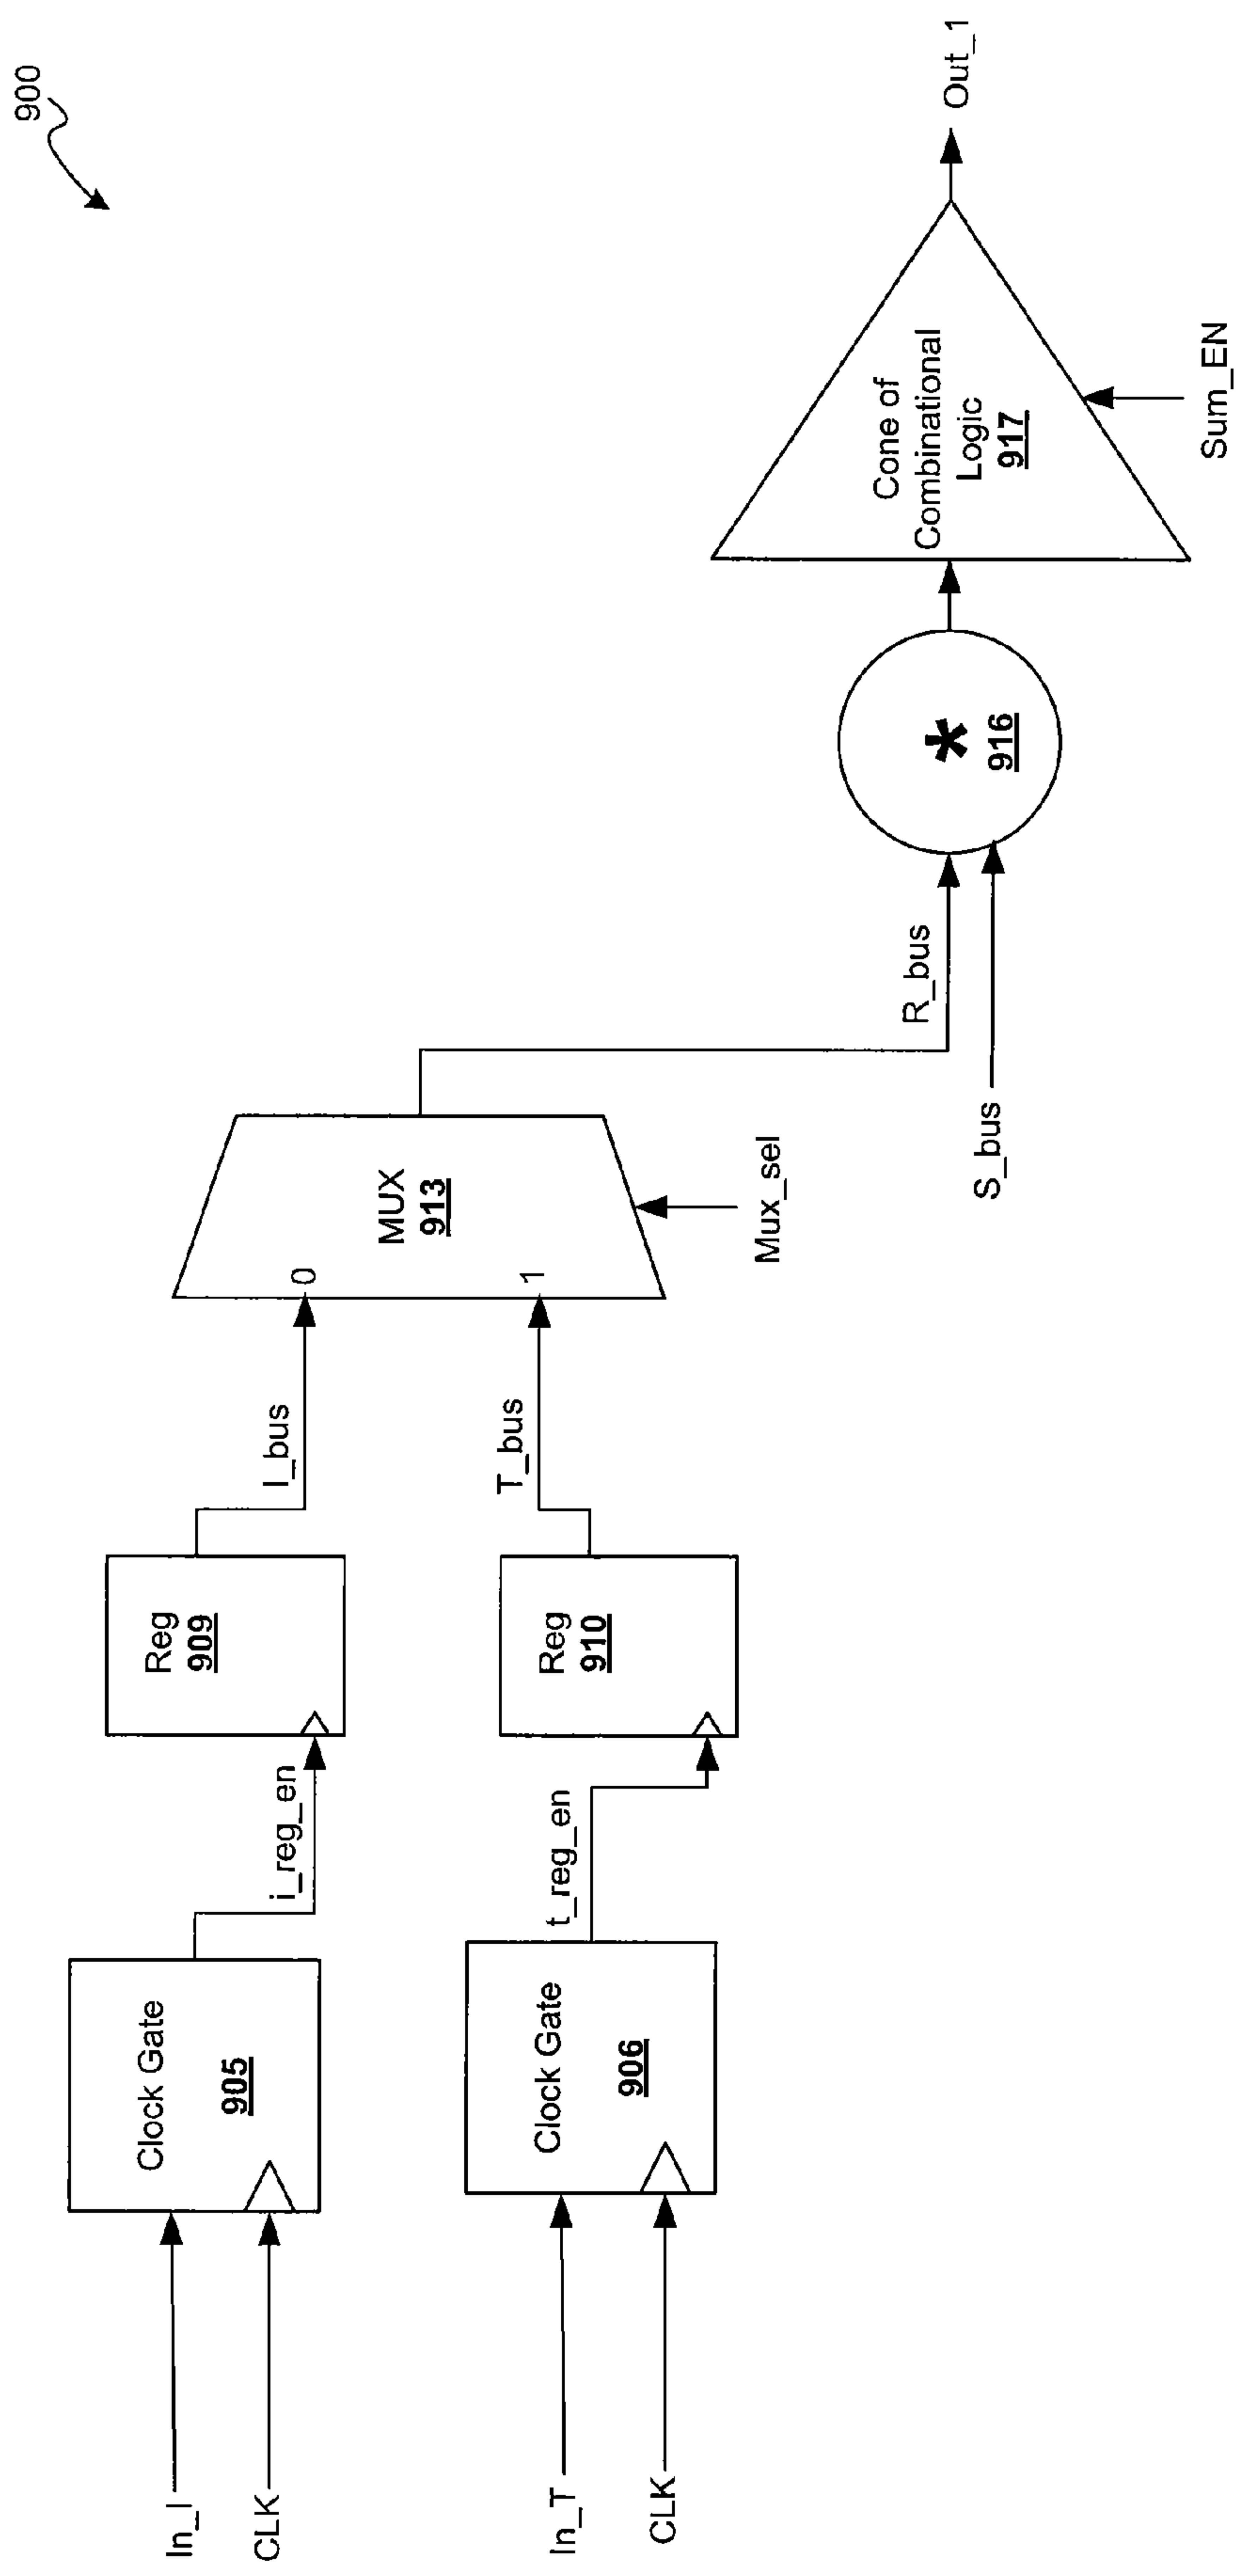 900
In_I
CLK
Clock Gate
905
i_reg_en
Reg
909
I_bus
0
In_T
CLK
Clock Gate
906
t_reg_en
Reg
910
T_bus
1
MUX
913
Mux_sel
R_bus
S_bus
*
916
Cone of
Combinational
Logic
917
Sum_EN
Out_1